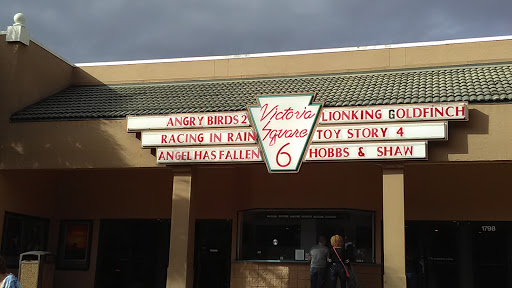 ANGRY BIRDS 2
RACING IN RAIN
ANGEL HAS FALLEN
Victoria
Square
6
LIONKING GOLDFINCH
TOY STORY 4
HOBBS & SHAW
1798